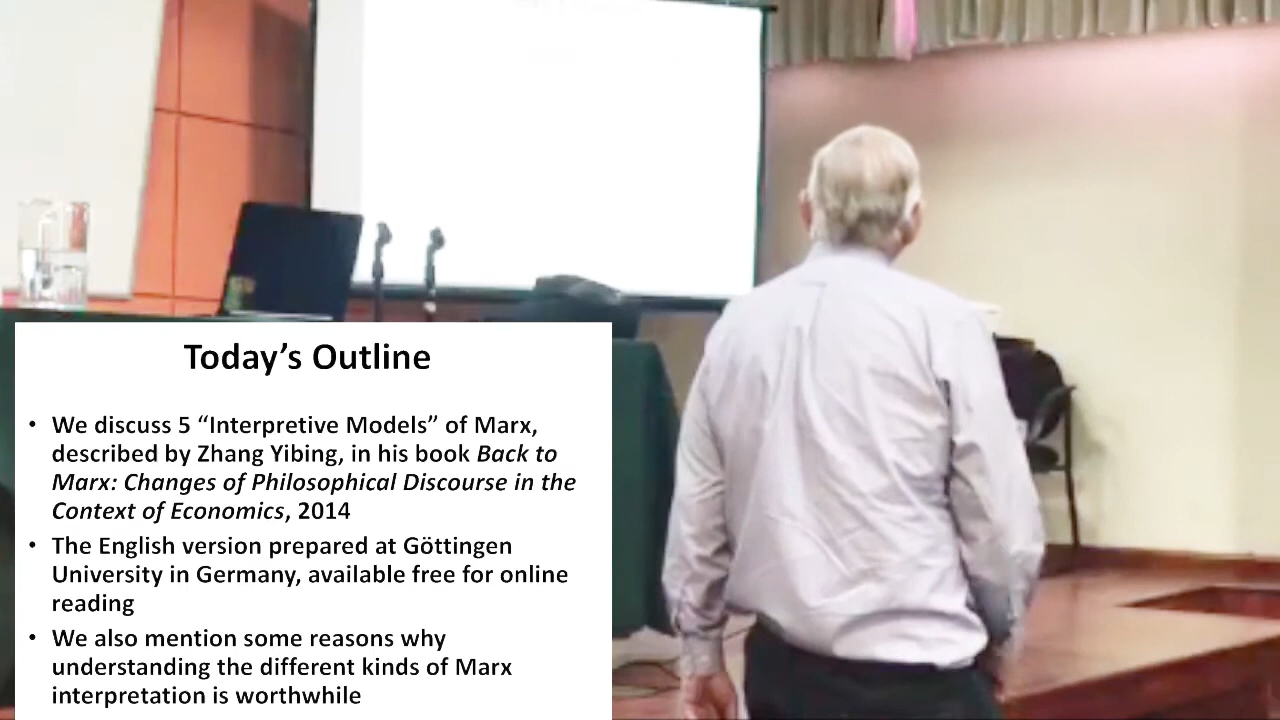 Today’s Outline
• We discuss 5 “Interpretive Models” of Marx,
described by Zhang Yibing, in his book Back to
Marx: Changes of Philosophical Discourse in the
Context of Economics, 2014
• The English version prepared at Göttingen
University in Germany, available free for online
reading
• We also mention some reasons why
understanding the different kinds of Marx
interpretation is worthwhile